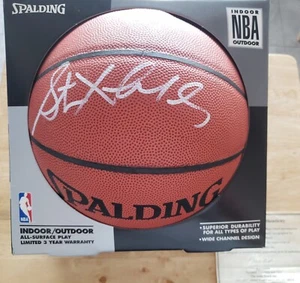 SPALDING
INDOOR
NBA
OUTDOOR
SPALDING
NBA
INDOOR/OUTDOOR
ALL-SURFACE PLAY
LIMITED 3 YEAR WARRANTY
•SUPERIOR DURABILITY
FOR ALL TYPES OF PLAY
•WIDE CHANNEL DESIGN